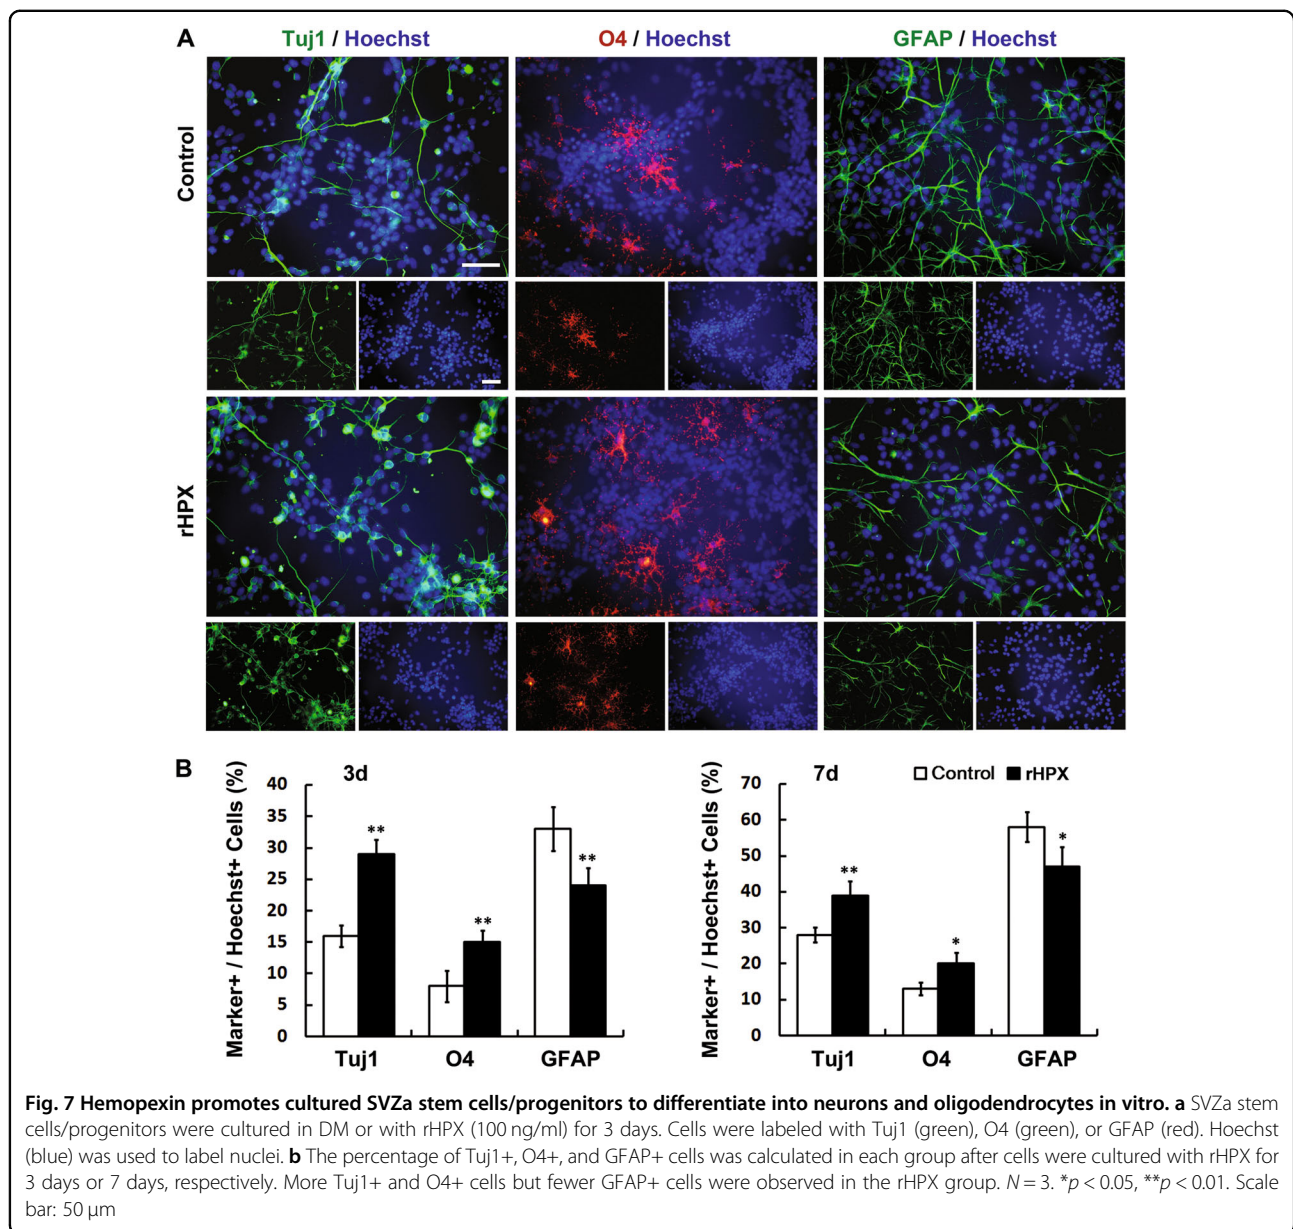 A
Tuj1 / Hoechst
O4 / Hoechst
GFAP / Hoechst
Control
rHPX
B
3d
Marker+ / Hoechst+ Cells (%)
40
35
30
25
20
15
10
5
0
**
**
**
Tuj1
O4
GFAP
7d
Control
rHPX
Marker+ / Hoechst+ Cells (%)
70
60
50
40
30
20
10
0
**
*
*
Tuj1
O4
GFAP
Fig. 7 Hemopexin promotes cultured SVZa stem cells/progenitors to differentiate into neurons and oligodendrocytes in vitro. a SVZa stem
cells/progenitors were cultured in DM or with rHPX (100 ng/ml) for 3 days. Cells were labeled with Tuj1 (green), O4 (green), or GFAP (red). Hoechst
(blue) was used to label nuclei. b The percentage of Tuj1+, O4+, and GFAP+ cells was calculated in each group after cells were cultured with rHPX for
3 days or 7 days, respectively. More Tuj1+ and O4+ cells but fewer GFAP+ cells were observed in the rHPX group. N = 3. *p < 0.05, **p < 0.01. Scale
bar: 50 μm